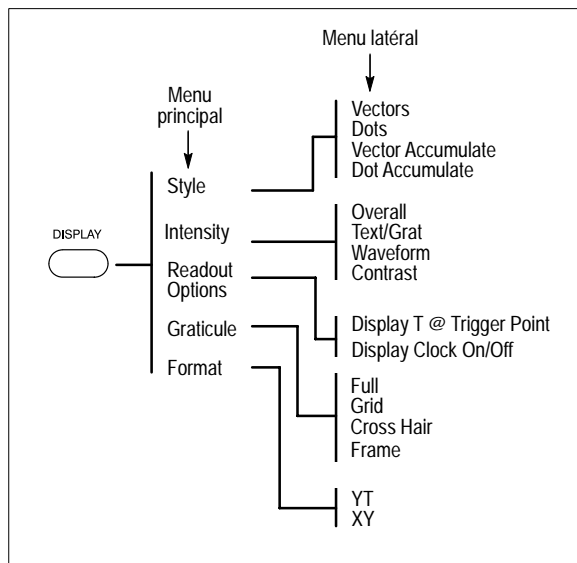 Menu latéral
Menu
principal
DISPLAY
Style
Vectors
Dots
Vector Accumulate
Dot Accumulate
Intensity
Overall
Text/Grat
Waveform
Contrast
Readout
Options
Display T @ Trigger Point
Display Clock On/Off
Graticule
Full
Grid
Cross Hair
Frame
Format
YT
XY